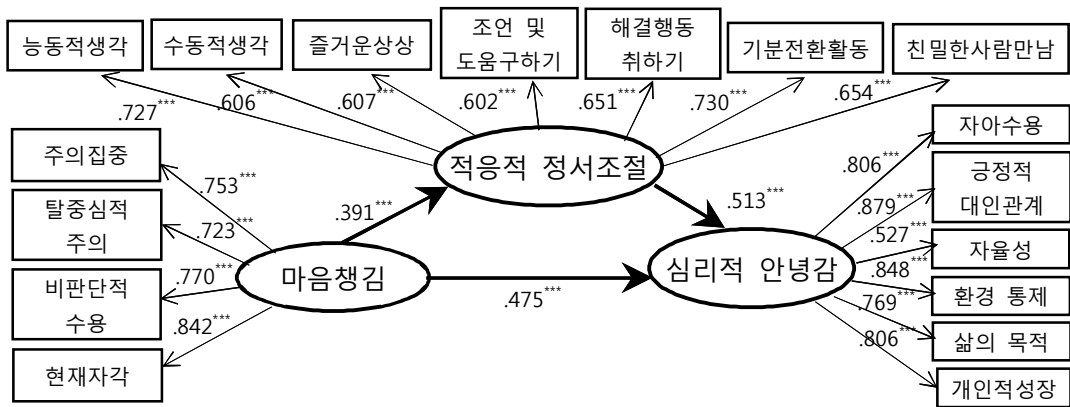 능동적생각
수동적생각
즐거운상상
조언 및
도움구하기
해결행동
취하기
기분전환활동
친밀한사람만남
.727***
.606***
.607***
.602***
.651***
.730***
.654***
주의집중
탈중심적
주의
비판단적
수용
현재자각
.753***
.723***
.770***
.842***
적응적 정서조절
.391***
.513***
마음챙김
.475***
심리적 안녕감
.806***
.879***
.527***
.848***
.769***
.806***
자아수용
긍정적
대인관계
자율성
환경 통제
삶의 목적
개인적성장